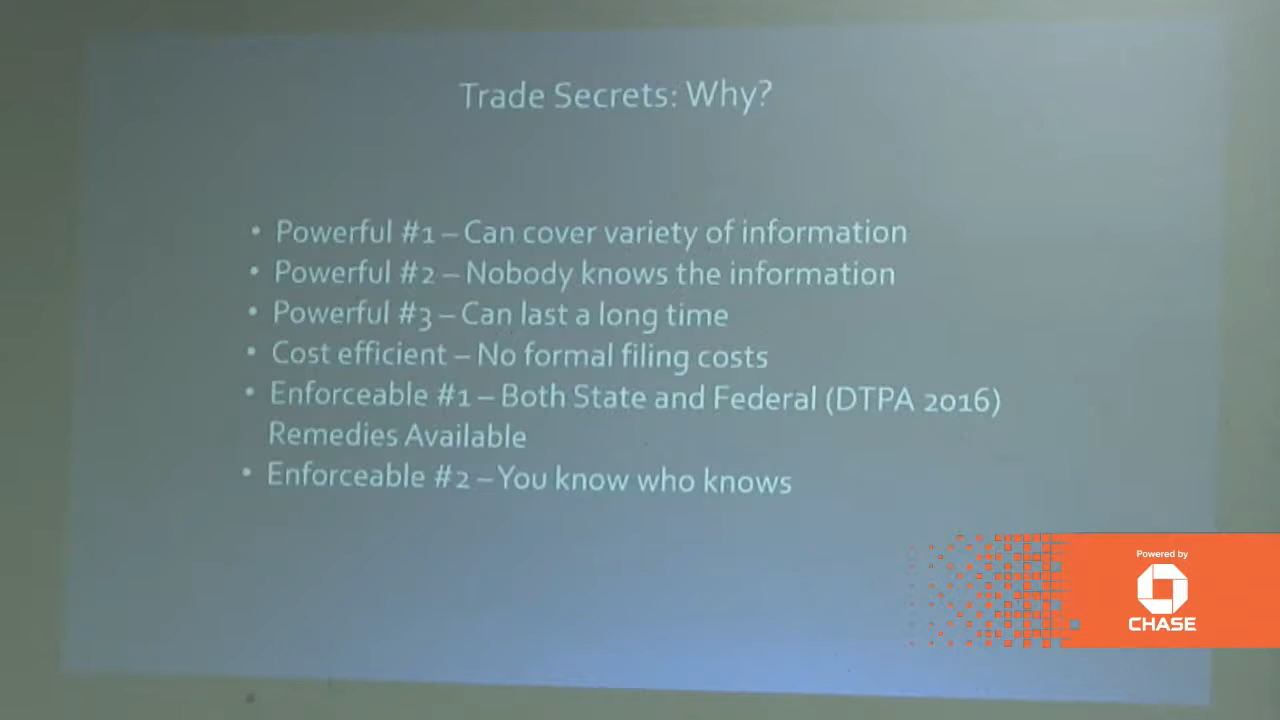 Trade Secrets: Why?
• Powerful #1 – Can cover variety of information
• Powerful #2 – Nobody knows the information
• Powerful #3 – Can last a long time
• Cost efficient – No formal filing costs
• Enforceable #1 – Both State and Federal (DTPA 2016)
Remedies Available
• Enforceable #2 – You know who knows
Powered by
CHASE